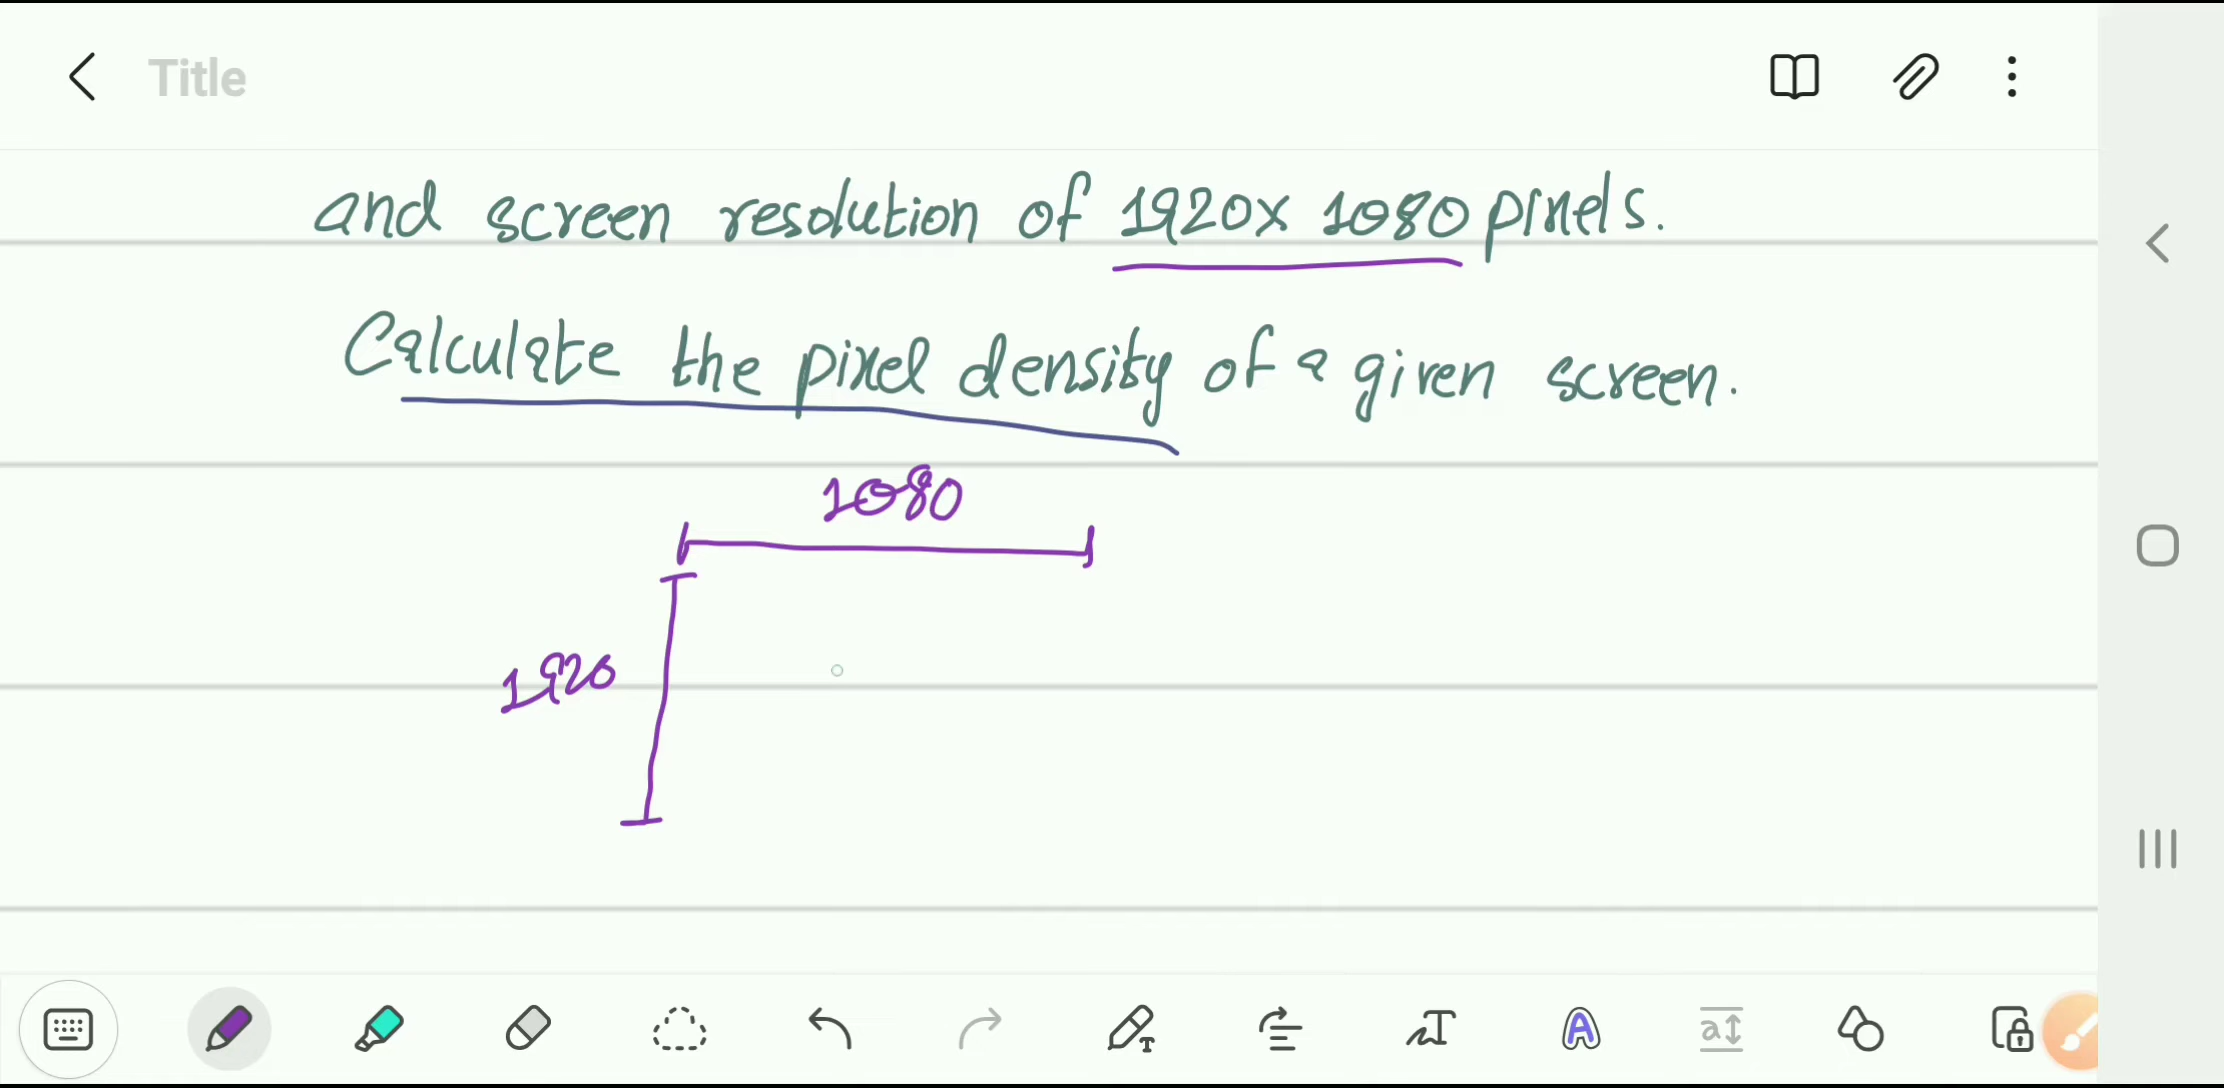 Title
and screen resolution of 1920x 1080 pixels.
Calculate the pixel density of a given screen.
1080
1920